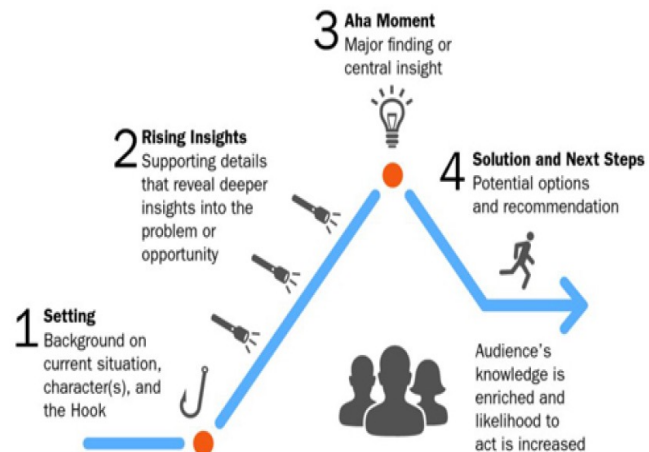 1 Setting
Background on
current situation,
character(s), and
the Hook
2 Rising Insights
Supporting details
that reveal deeper
insights into the
problem or
opportunity
3 Aha Moment
Major finding or
central insight
4 Solution and Next Steps
Potential options
and recommendation
Audience's
knowledge is
enriched and
likelihood to
act is increased